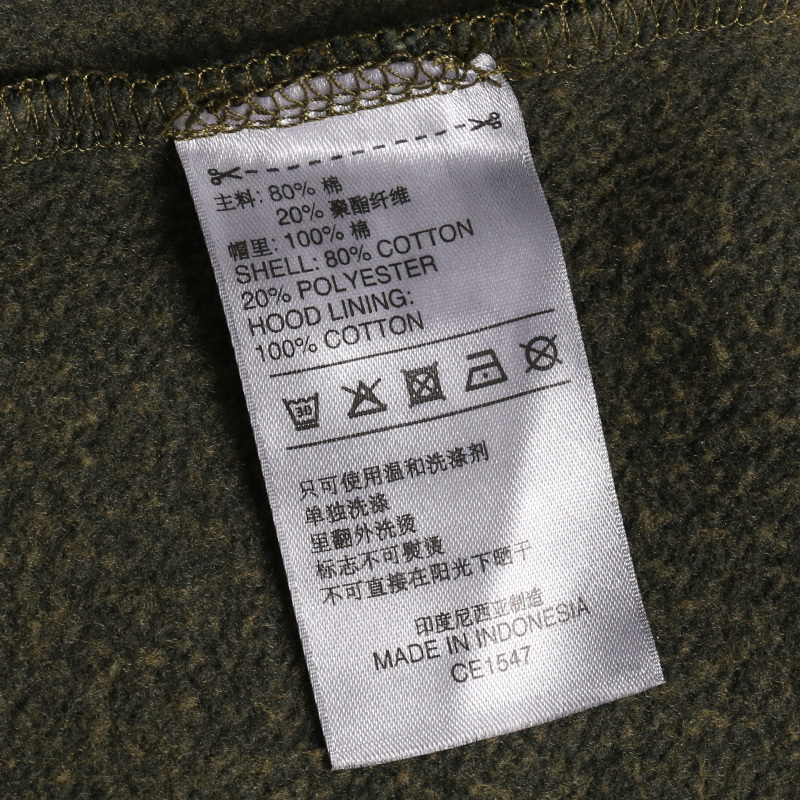 主料: 80% 棉
20% 聚酯纤维
帽里: 100% 棉
SHELL: 80% COTTON
20% POLYESTER
HOOD LINING:
100% COTTON
30
只可使用温和洗涤剂
单独洗涤
里翻外洗烫
标志不可熨烫
不可直接在阳光下晒干
印度尼西亚制造
MADE IN INDONESIA
CE1547